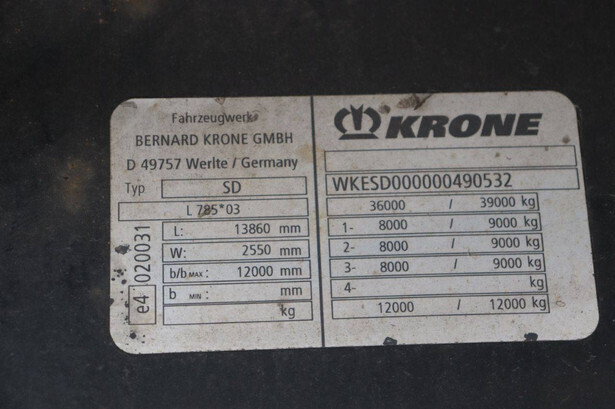 Fahrzeugwerk
BERNARD KRONE GMBH
D 49757 Werlte / Germany
Typ SD
L 785*03
L: 13860 mm
W: 2550 mm
b/b MAX: 12000 mm
b MIN: mm
kg
e4 020031
KRONE
WKESD000000490532
36000 / 39000 kg
1- 8000 / 9000 kg
2- 8000 / 9000 kg
3- 8000 / 9000 kg
4- kg
12000 / 12000 kg